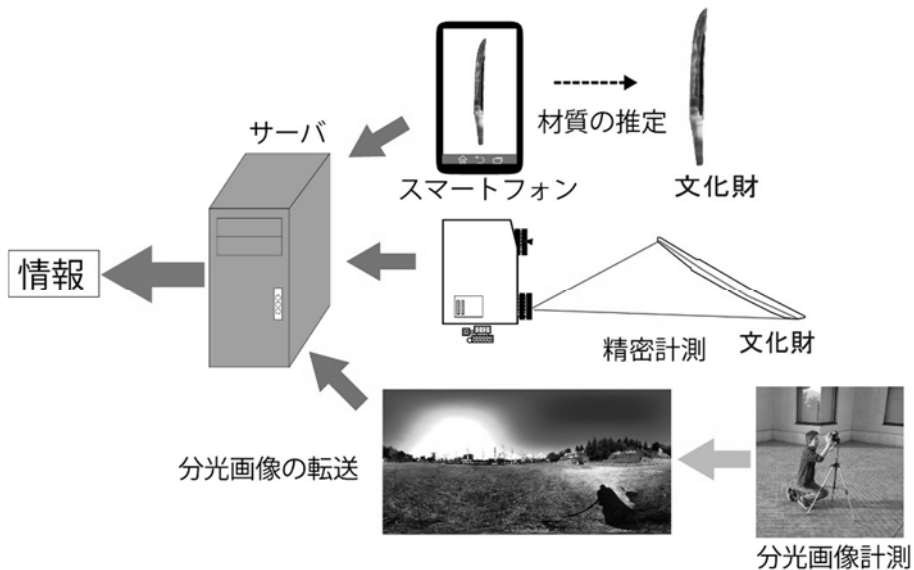 サーバ
材質の推定
スマートフォン
文化財
情報
精密計測
文化財
分光画像の転送
分光画像計測